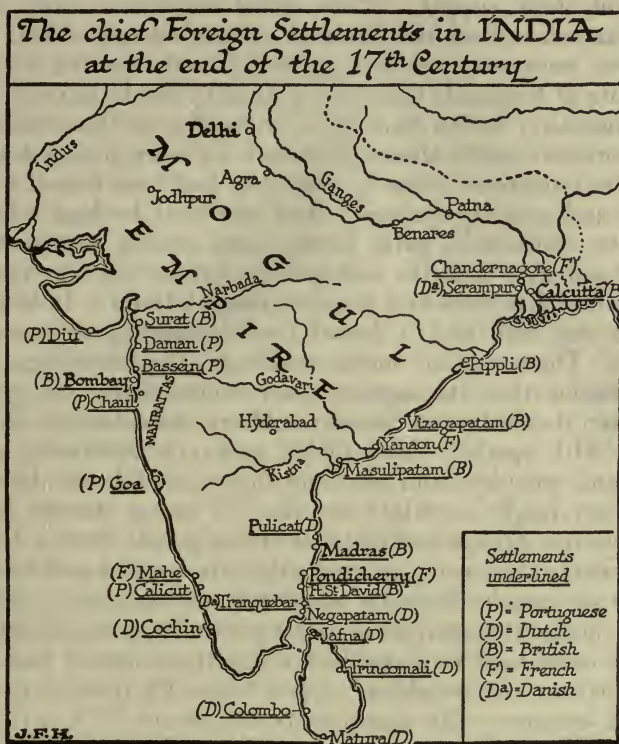 The chief Foreign Settlements in INDIA
at the end of the 17th Century
Indus
Delhi
MOGUL
EMPIRE
Jodhpur
Agra
Ganges
Patna
Benares
Chandernagore (F)
(Da) Serampur
Calcutta (B
Narbada
(P) Diu
Surat (B)
Daman (P)
Bassein (P)
(B) Bombay
(P) Chaul
MAHRATTAS
Godavari
Pippli (B)
Hyderabad
Vizagapatam (B)
Yanaon (F)
Kistna
Masulipatam (B)
(P) Goa
Pulicat (D)
Madras (B)
(F) Mahe
Pondicherry (F)
(P) Calicut
Ft. St David (B)
(Da) Tranquebar
Negapatam (D)
(D) Cochin
Jafna (D)
Trincomali (D)
(D) Colombo
Matura (D)
Settlements
underlined
(P) = Portuguese
(D) = Dutch
(B) = British
(F) = French
(Da) = Danish
J.F.H.